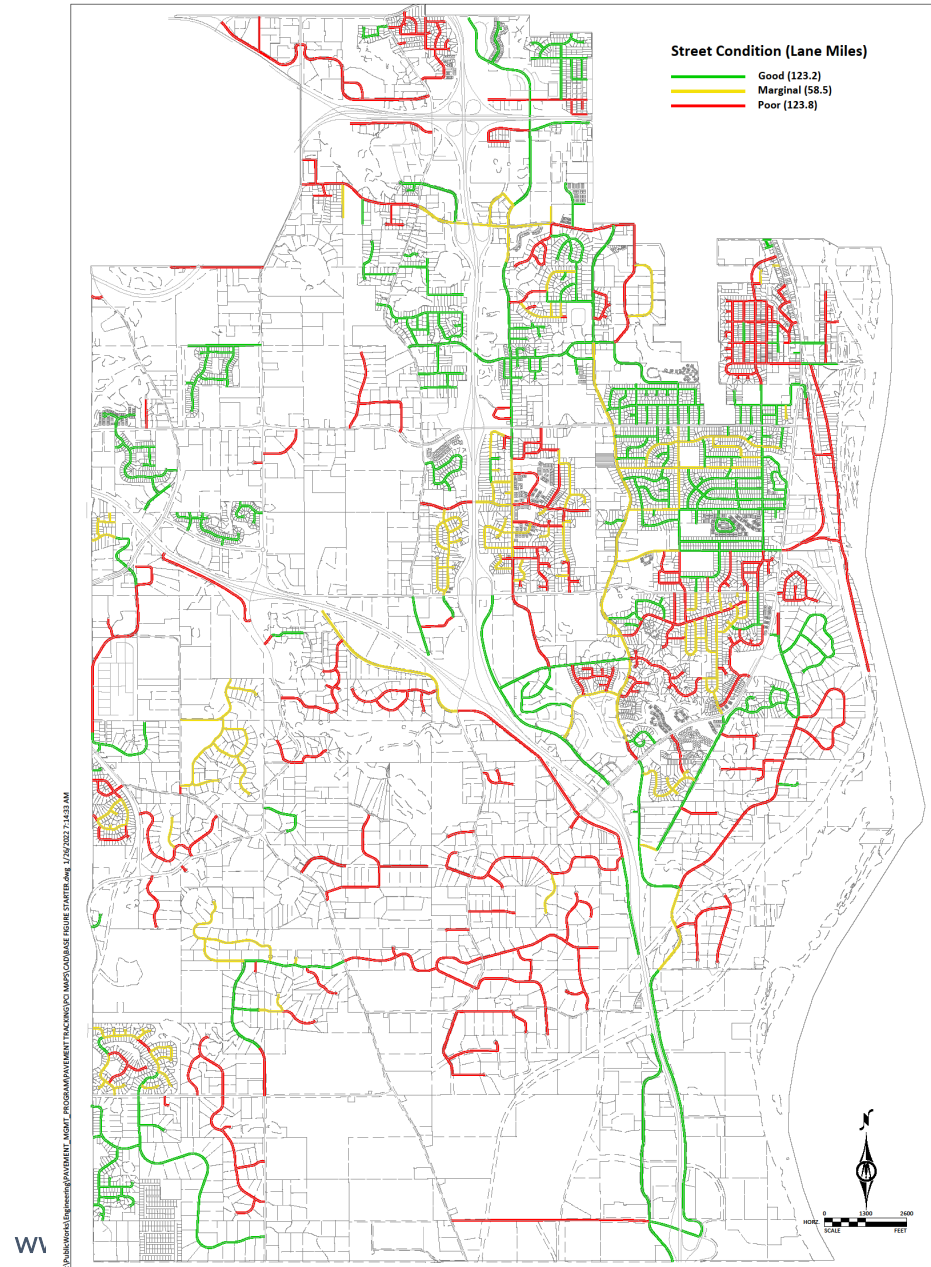 Street Condition (Lane Miles)
Good (123.2)
Marginal (58.5)
Poor (123.8)
:\PublicWorks\Engineering\PAVEMENT_MGMT_PROGRAM\PAVEMENT TRACKING\PCI MAPS\CAD\BASE FIGURE STARTER.dwg 1/26/2022 7:14:33 AM
N
0 1300 2600
HORZ.
SCALE FEET